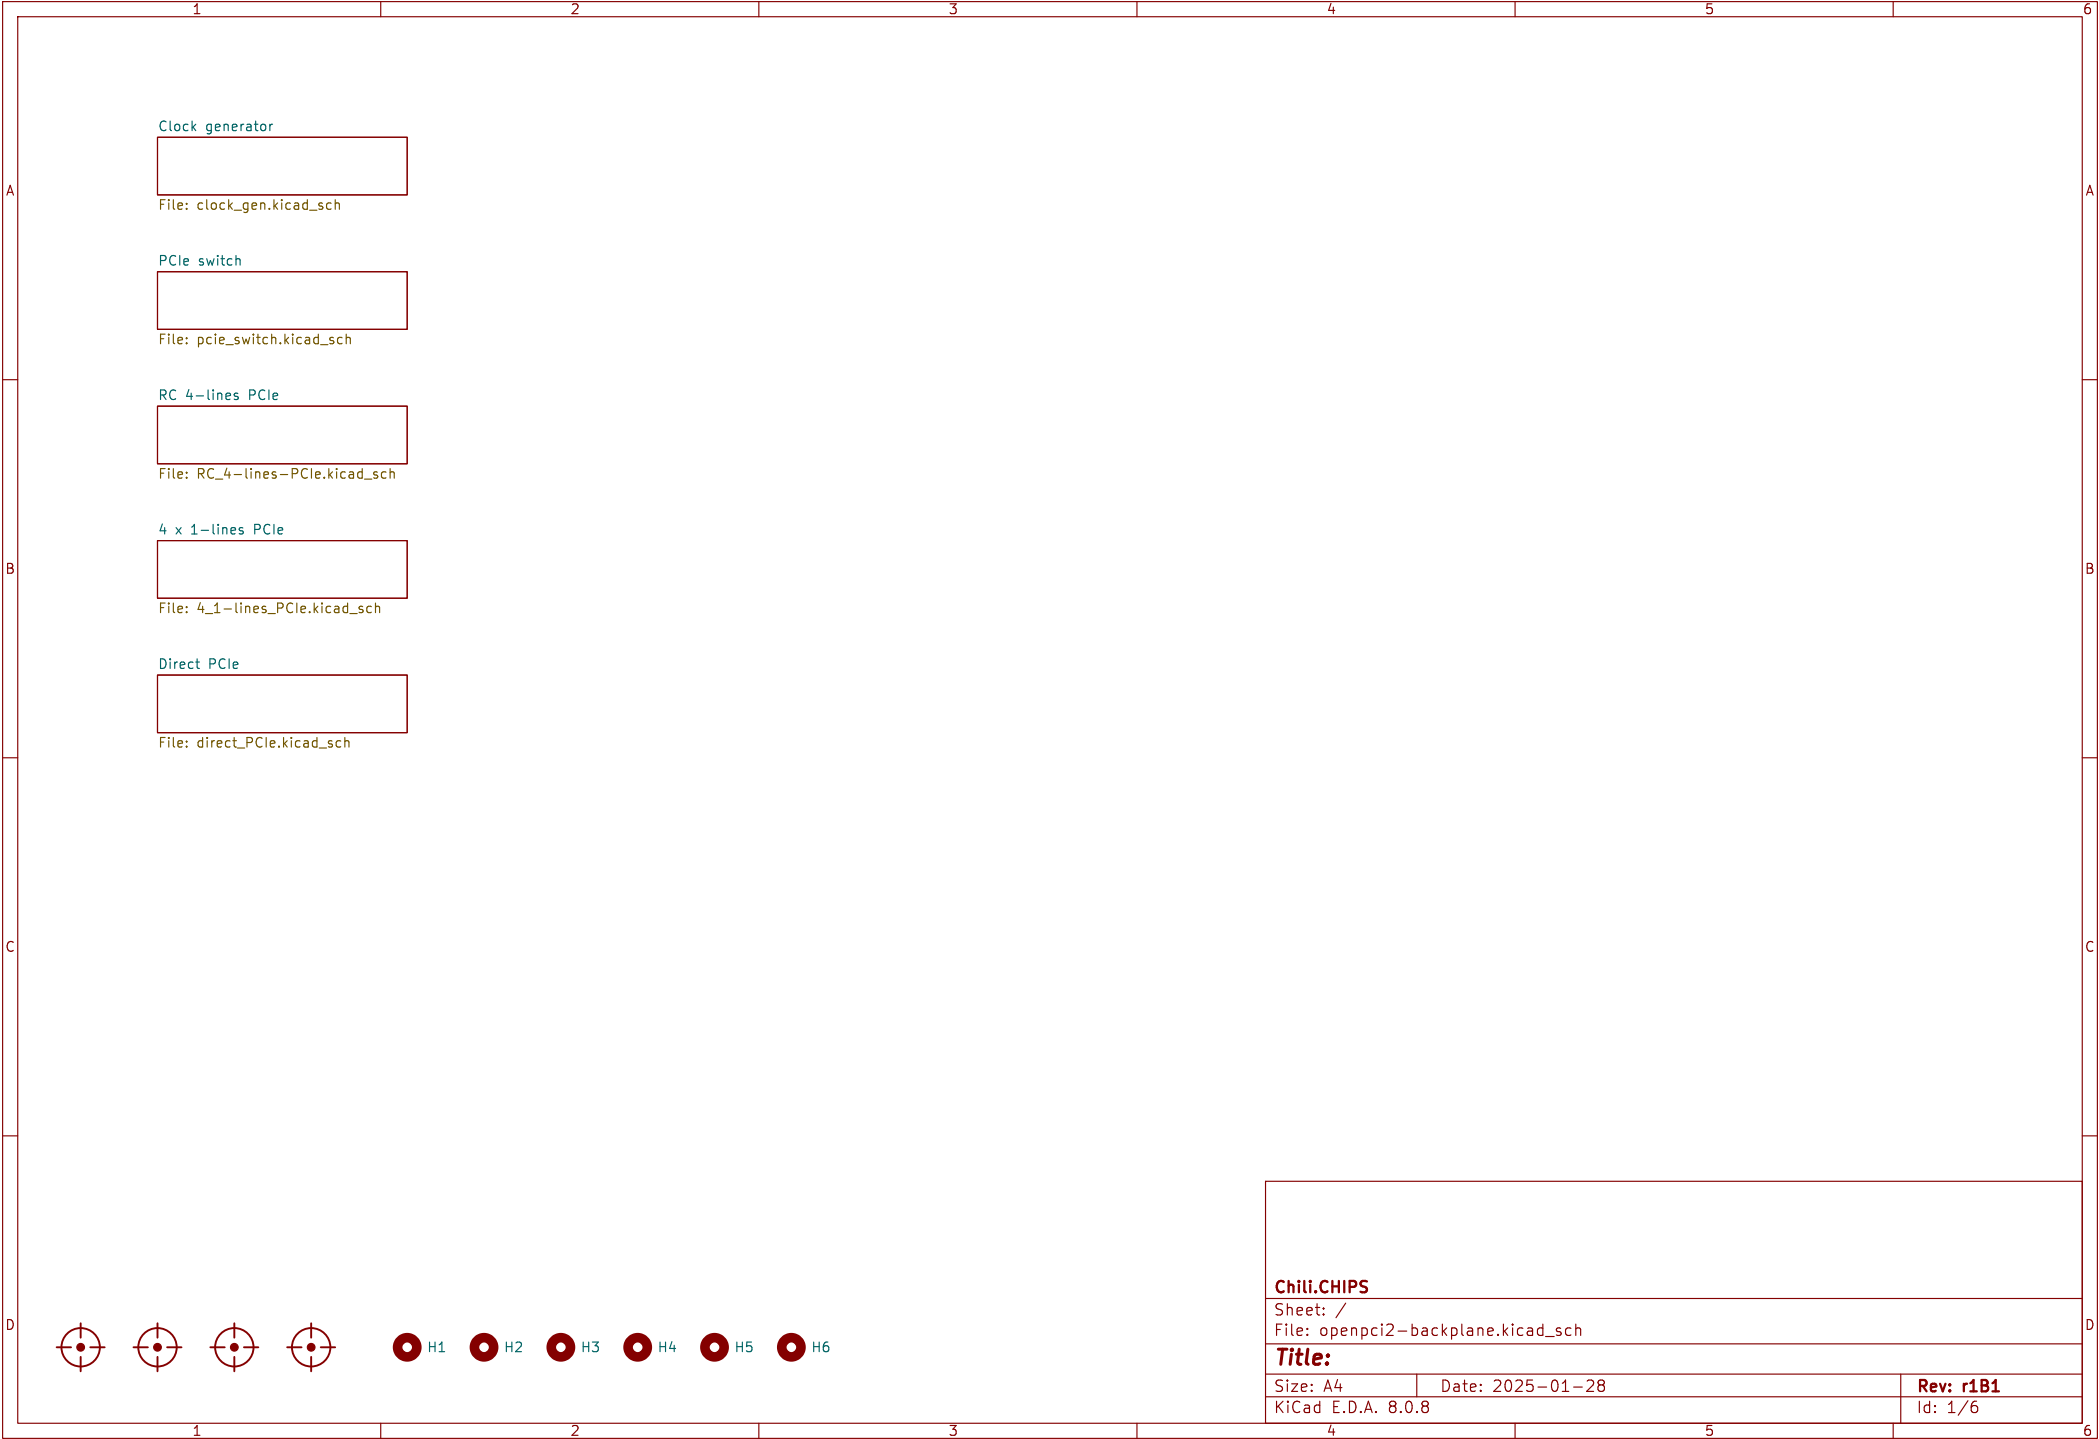 1 2 3 4 5 6
Clock generator
A A
File: clock_gen.kicad_sch
PCIe switch
File: pcie_switch.kicad_sch
RC 4-lines PCIe
File: RC_4-lines-PCIe.kicad_sch
4 x 1-lines PCIe
B B
File: 4_1-lines_PCIe.kicad_sch
Direct PCIe
File: direct_PCIe.kicad_sch
C C
Chili.CHIPS
Sheet: /
File: openpci2-backplane.kicad_sch
D D
H1 H2 H3 H4 H5 H6
Title:
Size: A4 Date: 2025-01-28 Rev: r1B1
KiCad E.D.A. 8.0.8 Id: 1/6
1 2 3 4 5 6